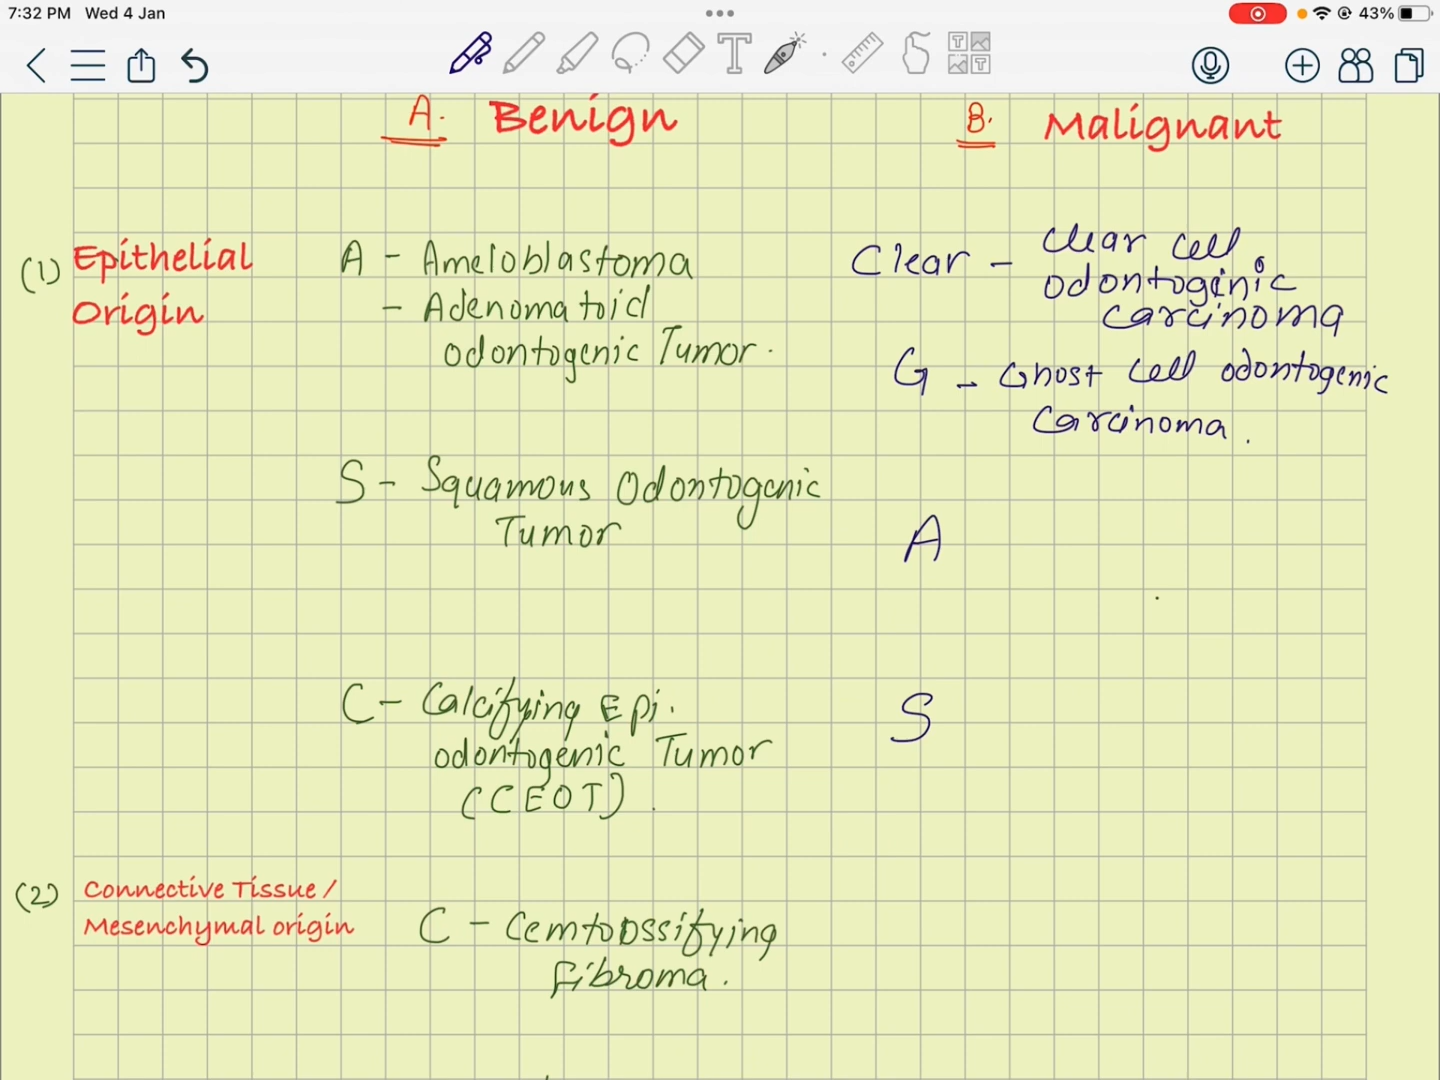 7:32 PM Wed 4 Jan
43%
A. Benign
B. Malignant
(1) Epithelial
Origin
A - Ameloblastoma
- Adenomatoid
odontogenic Tumor.
S - Squamous Odontogenic
Tumor
C - Calcifying Epi.
odontogenic Tumor
(CEOT).
Clear - Clear cell
odontogenic
carcinoma
G - Ghost cell odontogenic
Carcinoma.
A
S
(2) Connective Tissue /
Mesenchymal origin
C - Cemtoossifying
Fibroma.